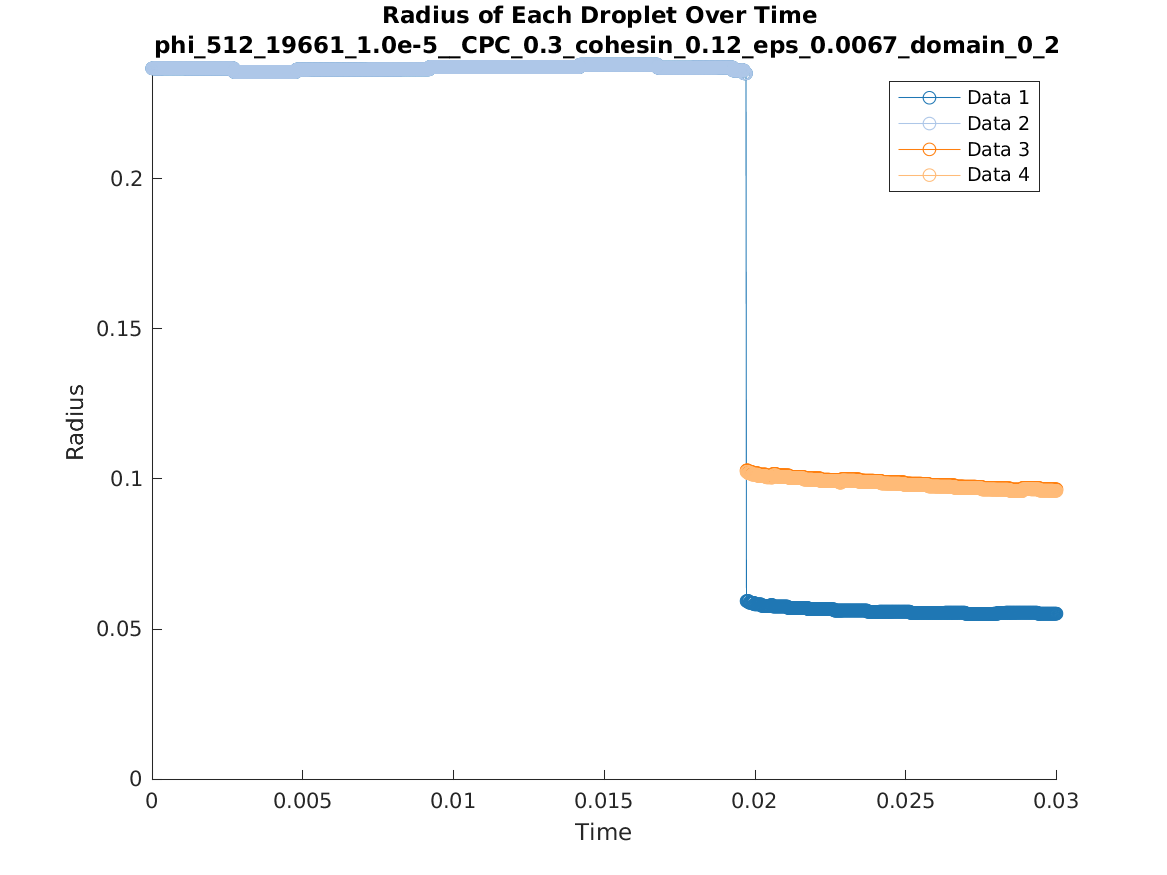 Radius of Each Droplet Over Time
phi_512_19661_1.0e-5__CPC_0.3_cohesin_0.12_eps_0.0067_domain_0_2
Data 1
Data 2
Data 3
Data 4
0.2
0.15
0.1
0.05
0
Radius
0
0.005
0.01
0.015
0.02
0.025
0.03
Time